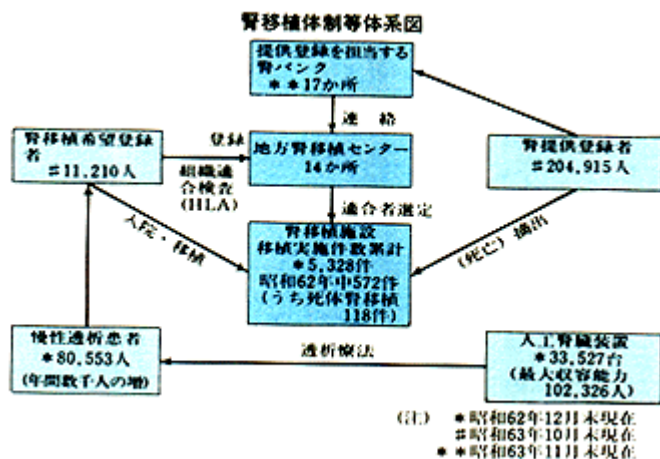 腎移植体制等体系図
提供登録を担当する
腎バンク
**17か所
連絡
腎移植希望登録
者
#11,210人
登録
組織適
合検査
(HLA)
地方腎移植センター
14か所
腎提供登録者
#204,915人
適合者選定
入院・移植
(死亡)摘出
腎移植施設
移植実施件数累計
*5,328件
昭和62年中572件
(うち死体腎移植
118件)
慢性透析患者
*80,553人
(年間数千人の増)
透析療法
人工腎臓装置
*33,527台
(最大収容能力
102,326人)
(注) *昭和62年12月末現在
#昭和63年10月末現在
**昭和63年11月末現在